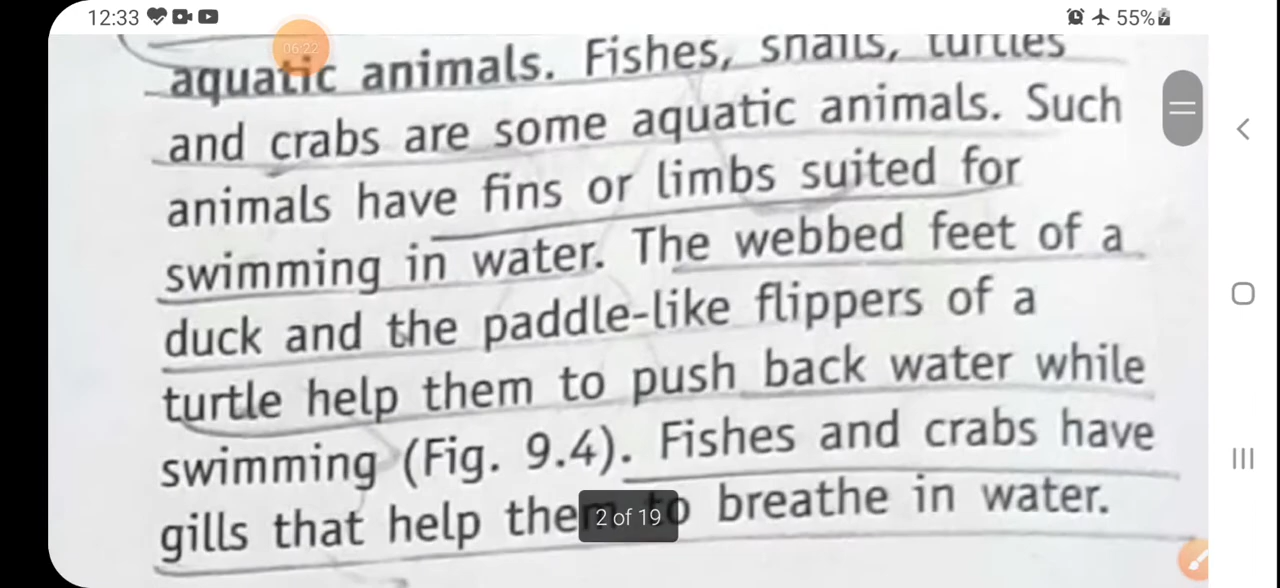 12:33
55%
06:22
aquatic animals. Fishes, snails, turtles
and crabs are some aquatic animals. Such
animals have fins or limbs suited for
swimming in water. The webbed feet of a
duck and the paddle-like flippers of a
turtle help them to push back water while
swimming (Fig. 9.4). Fishes and crabs have
gills that help them to breathe in water.
2 of 19